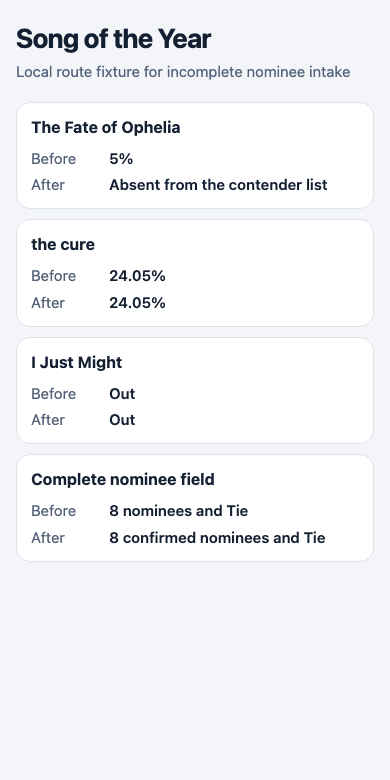 Song of the Year
Local route fixture for incomplete nominee intake
The Fate of Ophelia
Before 5%
After Absent from the contender list
the cure
Before 24.05%
After 24.05%
I Just Might
Before Out
After Out
Complete nominee field
Before 8 nominees and Tie
After 8 confirmed nominees and Tie